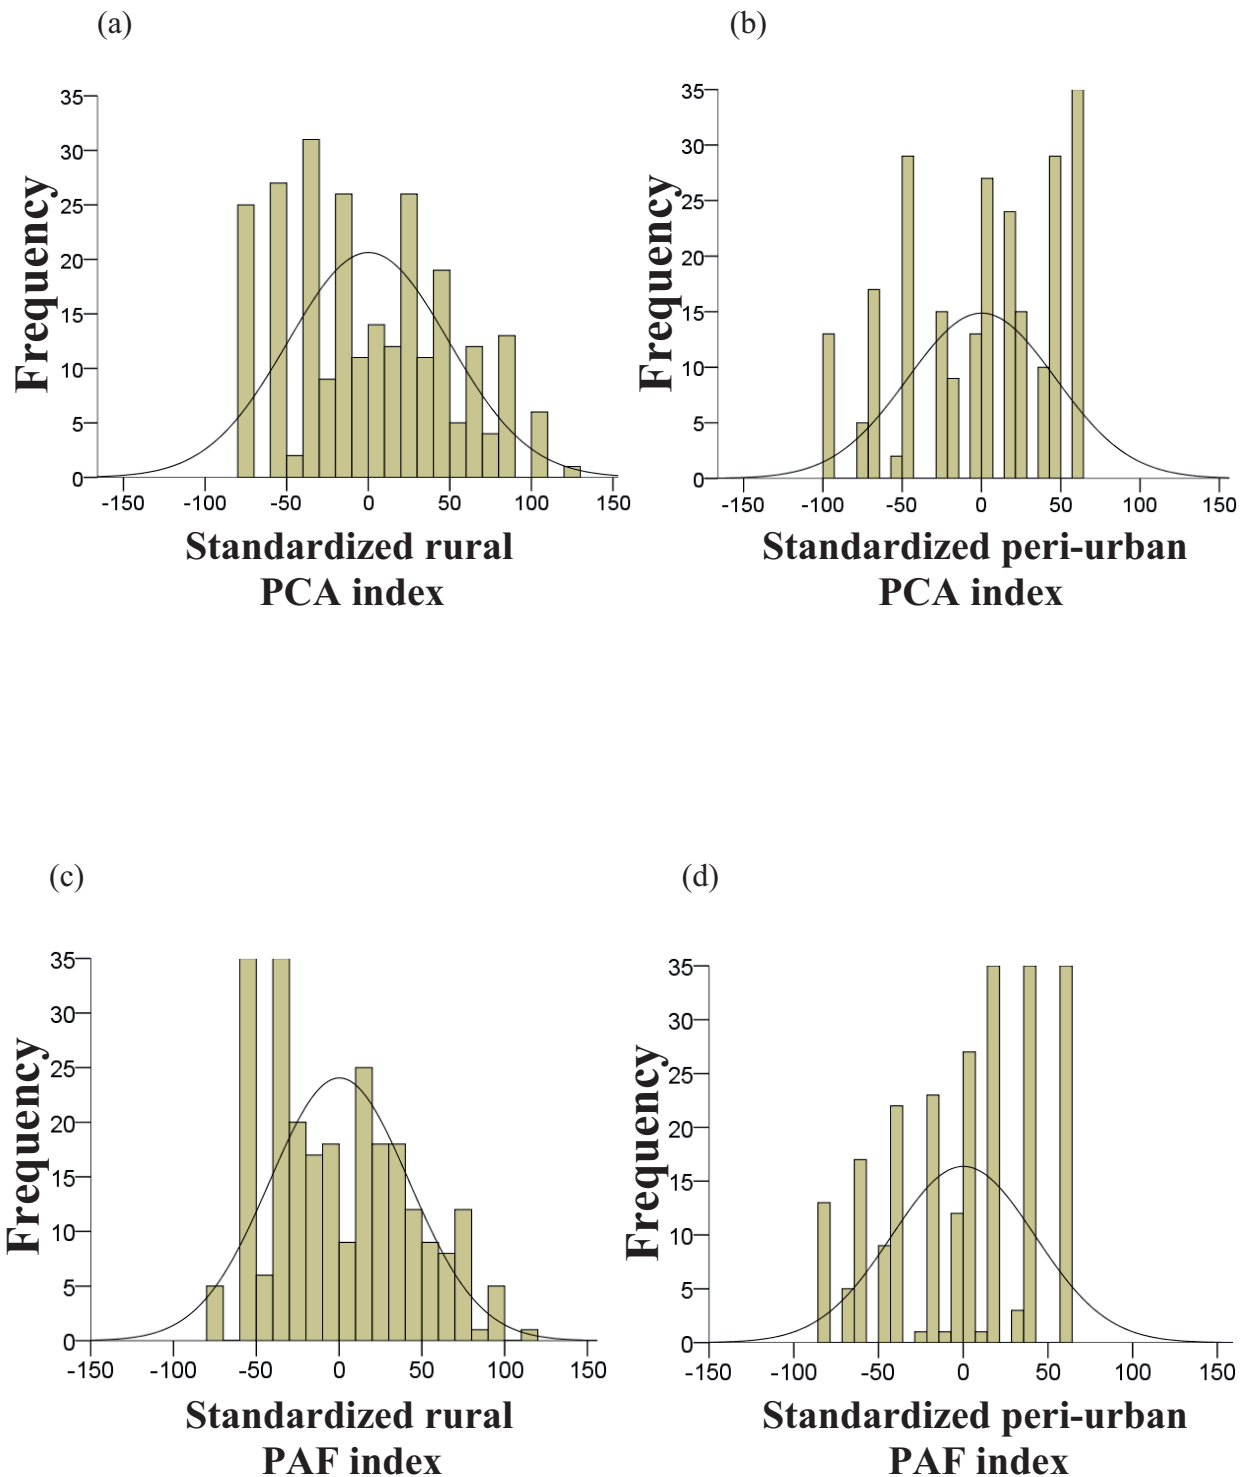 (a)
35
30
25
20
15
10
5
0
Frequency
-150 -100 -50 0 50 100 150
Standardized rural
PCA index
(b)
35
30
25
20
15
10
5
0
Frequency
-150 -100 -50 0 50 100 150
Standardized peri-urban
PCA index
(c)
35
30
25
20
15
10
5
0
Frequency
-150 -100 -50 0 50 100 150
Standardized rural
PAF index
(d)
35
30
25
20
15
10
5
0
Frequency
-150 -100 -50 0 50 100 150
Standardized peri-urban
PAF index